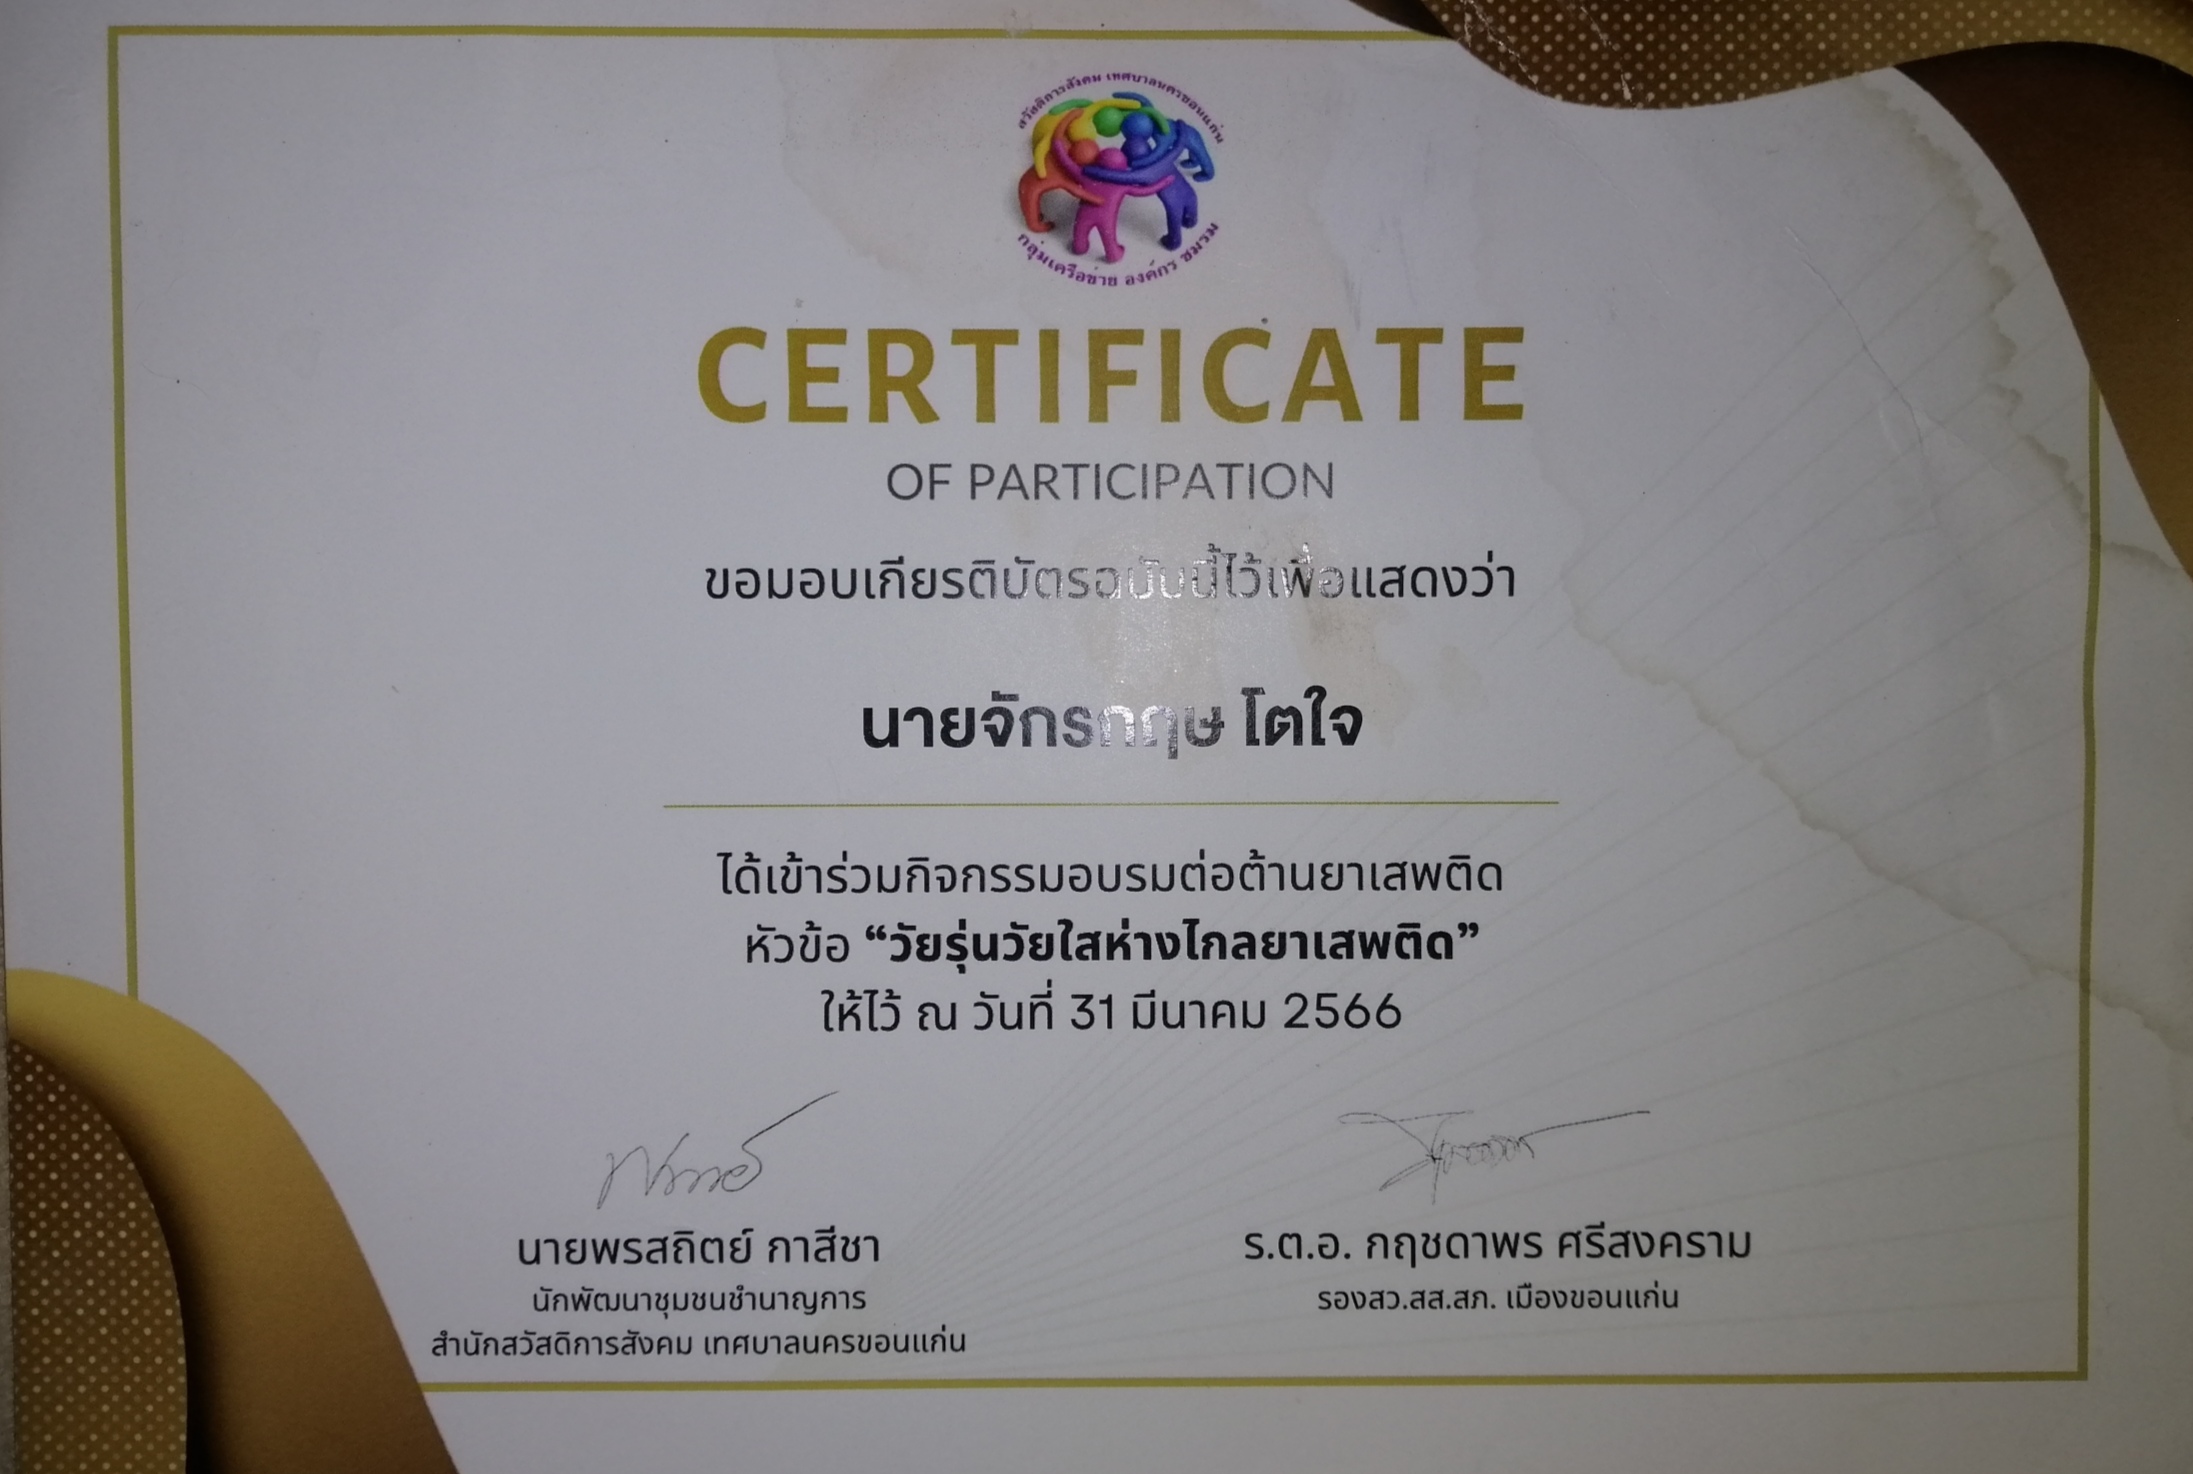 สวัสดิการสังคม เทศบาลนครขอนแก่น
กลุ่มเครือข่าย องค์กร ชมรม
CERTIFICATE
OF PARTICIPATION
ขอมอบเกียรติบัตรฉบับนี้ไว้เพื่อแสดงว่า
นายจักรกฤษ โตใจ
ได้เข้าร่วมกิจกรรมอบรมต่อต้านยาเสพติด
หัวข้อ “วัยรุ่นวัยใสห่างไกลยาเสพติด”
ให้ไว้ ณ วันที่ 31 มีนาคม 2566
นายพรสถิตย์ กาสีชา
นักพัฒนาชุมชนชำนาญการ
สำนักสวัสดิการสังคม เทศบาลนครขอนแก่น
ร.ต.อ. กฤชดาพร ศรีสงคราม
รองสว.สส.สภ. เมืองขอนแก่น